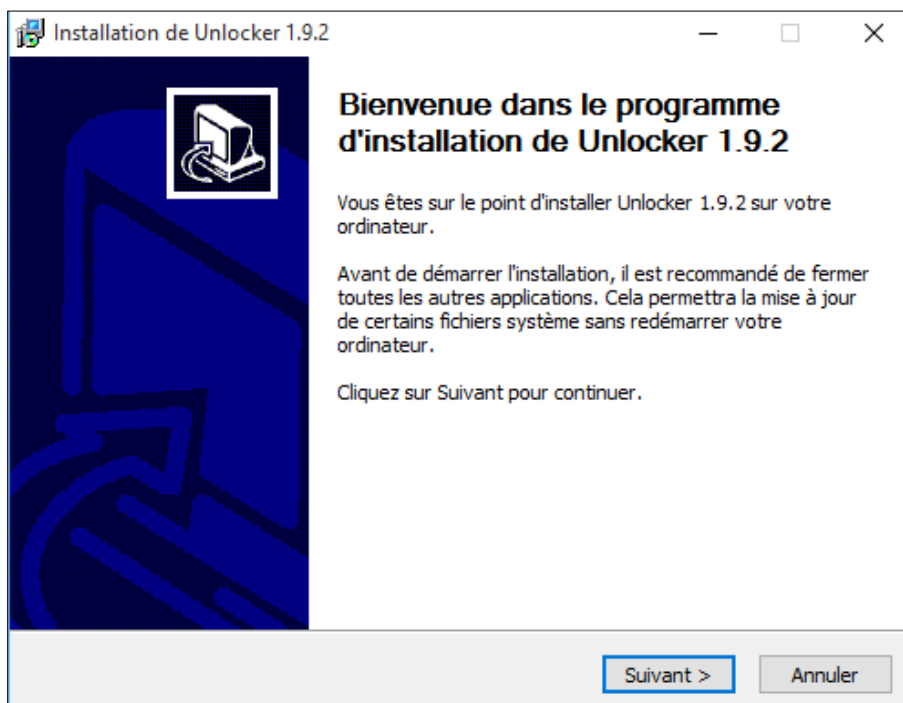 Installation de Unlocker 1.9.2
Bienvenue dans le programme
d'installation de Unlocker 1.9.2
Vous êtes sur le point d'installer Unlocker 1.9.2 sur votre
ordinateur.
Avant de démarrer l'installation, il est recommandé de fermer
toutes les autres applications. Cela permettra la mise à jour
de certains fichiers système sans redémarrer votre
ordinateur.
Cliquez sur Suivant pour continuer.
Suivant >
Annuler